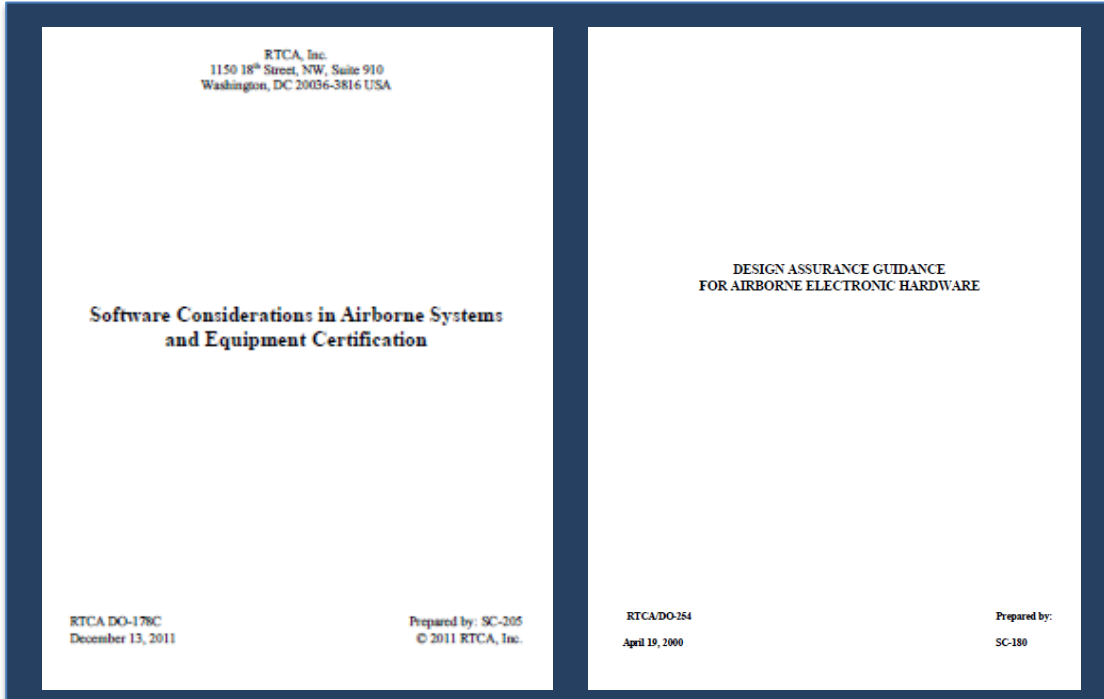 RTCA, Inc.
1150 18th Street, NW, Suite 910
Washington, DC 20036-3816 USA
Software Considerations in Airborne Systems
and Equipment Certification
RTCA DO-178C
December 13, 2011
Prepared by: SC-205
© 2011 RTCA, Inc.
DESIGN ASSURANCE GUIDANCE
FOR AIRBORNE ELECTRONIC HARDWARE
RTCA/DO-254
April 19, 2000
Prepared by:
SC-180